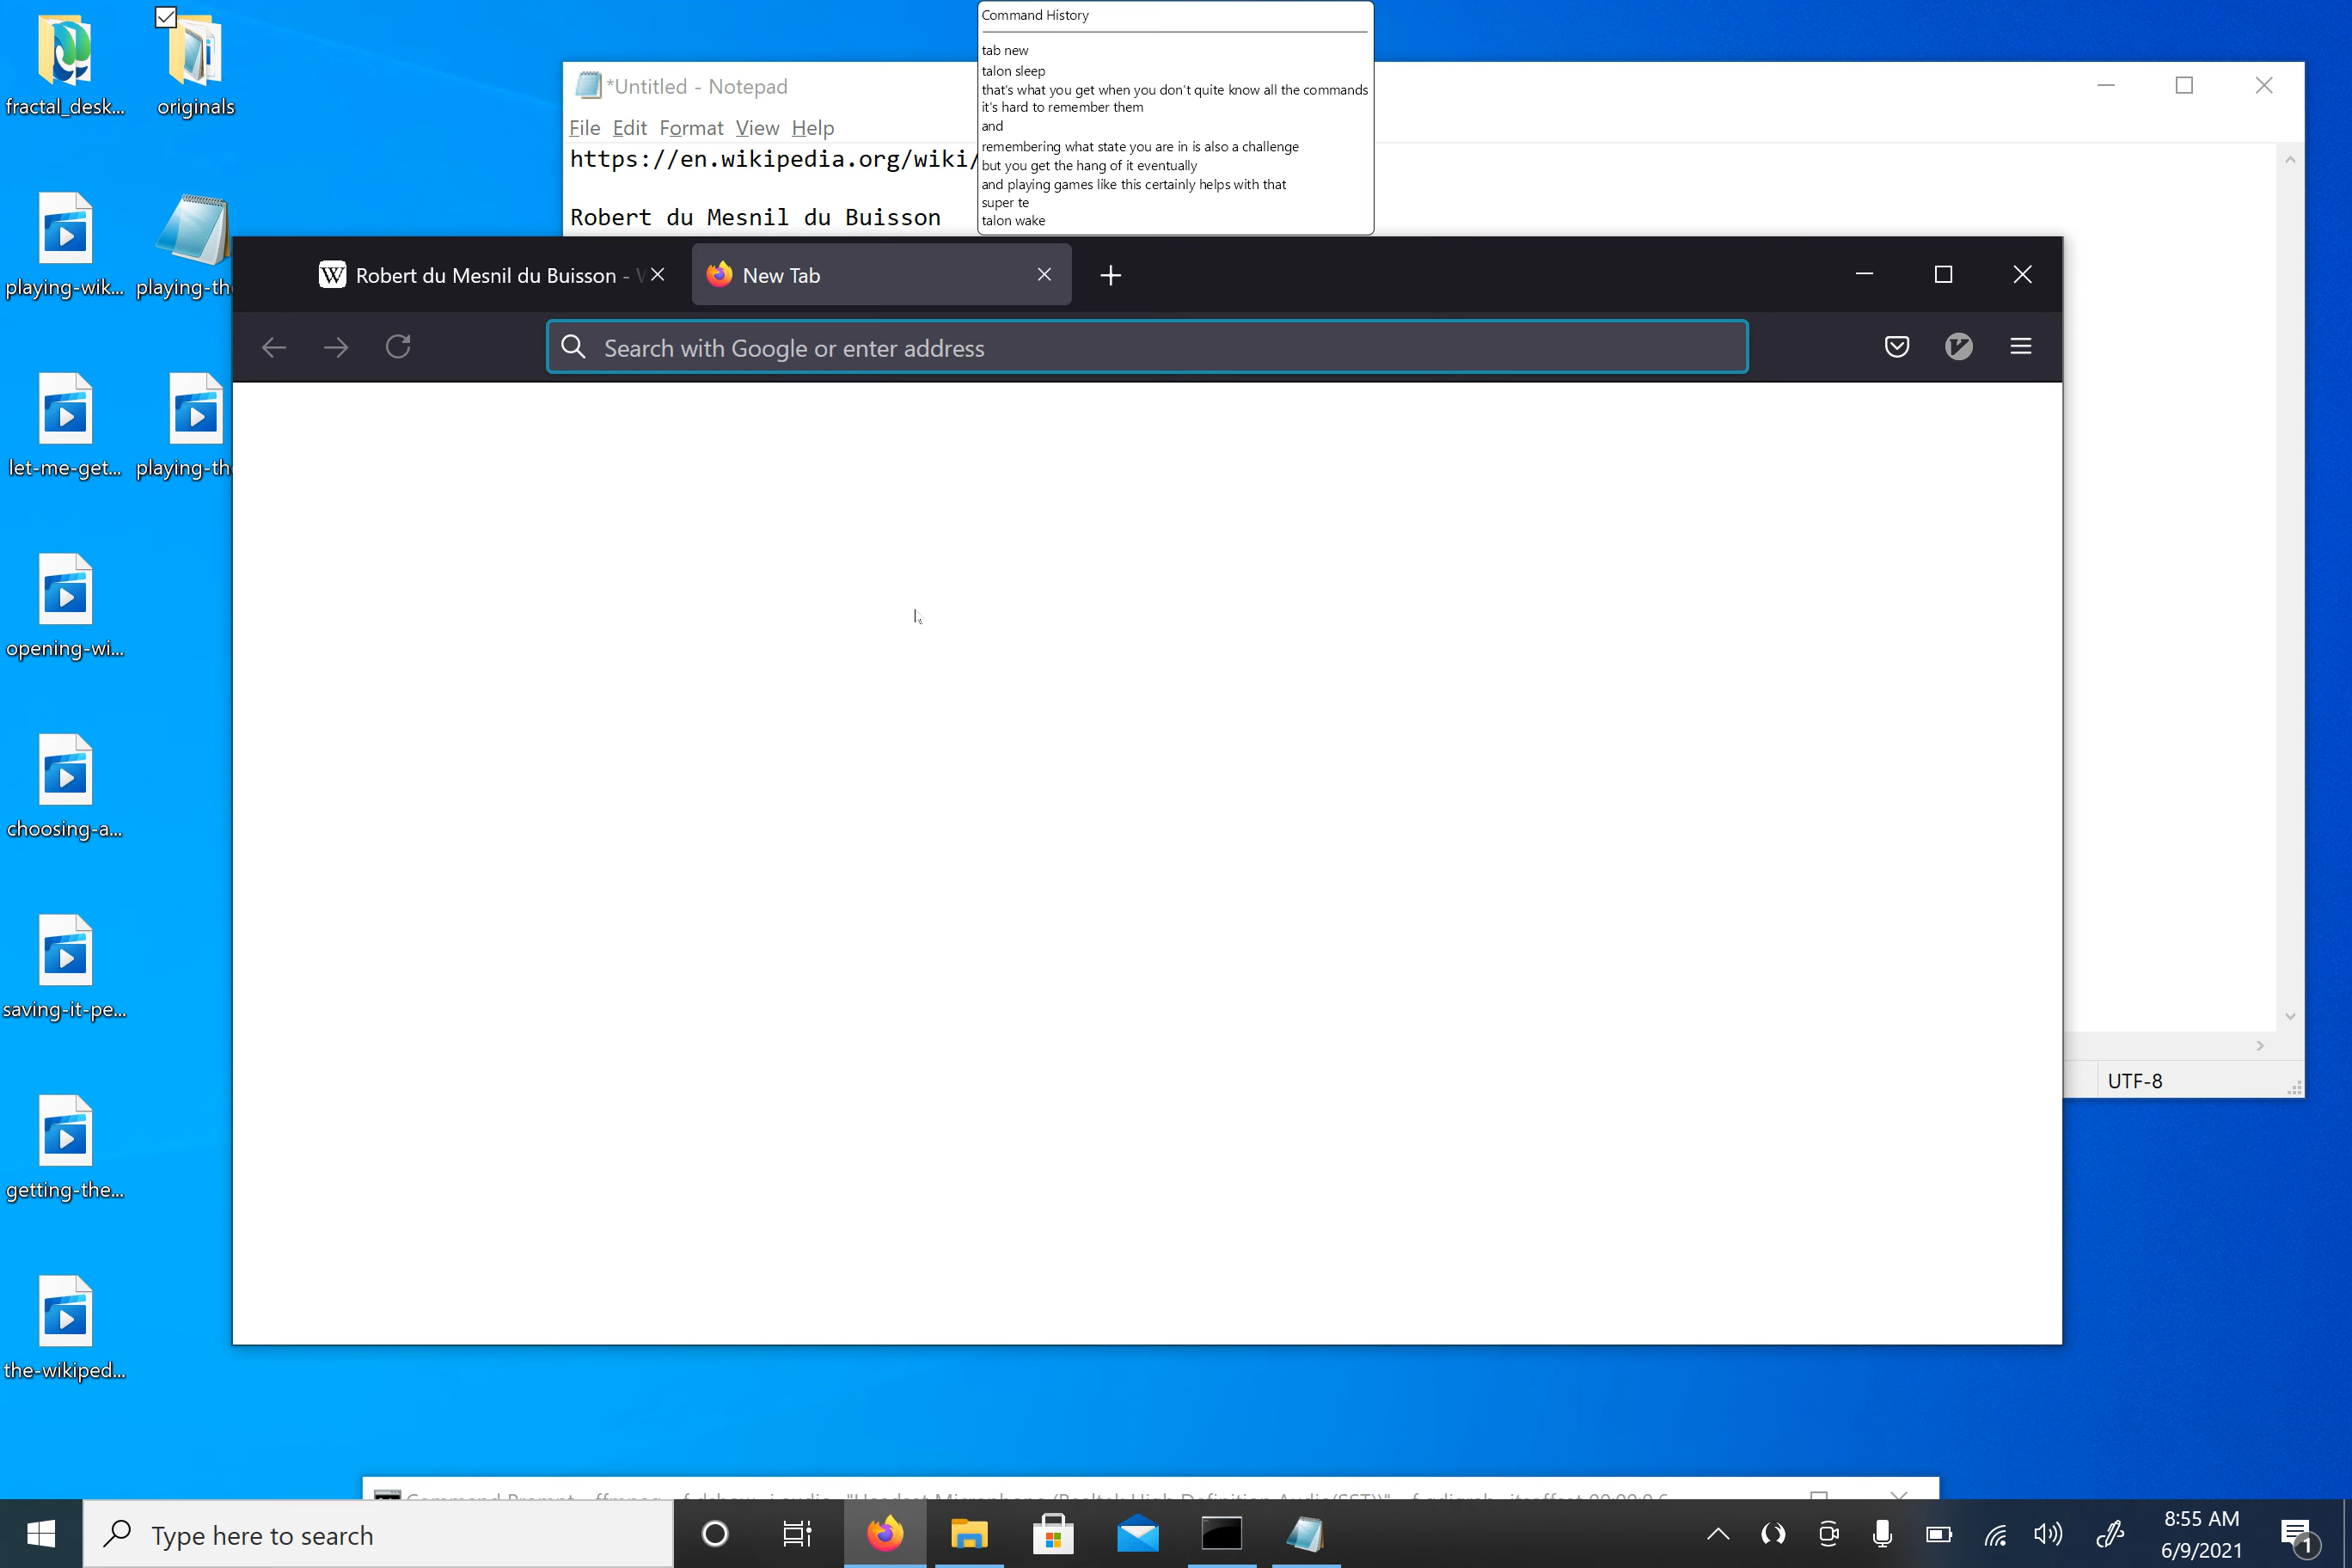 fractal_desk...
originals
playing-wik...
playing-the
let-me-get...
playing-the
opening-wi...
choosing-a...
saving-it-pe...
getting-the...
the-wikiped...
Command History
tab new
talon sleep
that's what you get when you don't quite know all the commands
it's hard to remember them
and
remembering what state you are in is also a challenge
but you get the hang of it eventually
and playing games like this certainly helps with that
super te
talon wake
*Untitled - Notepad
File Edit Format View Help
https://en.wikipedia.org/wiki/
Robert du Mesnil du Buisson
UTF-8
Robert du Mesnil du Buisson -
New Tab
Search with Google or enter address
Type here to search
8:55 AM
6/9/2021
1